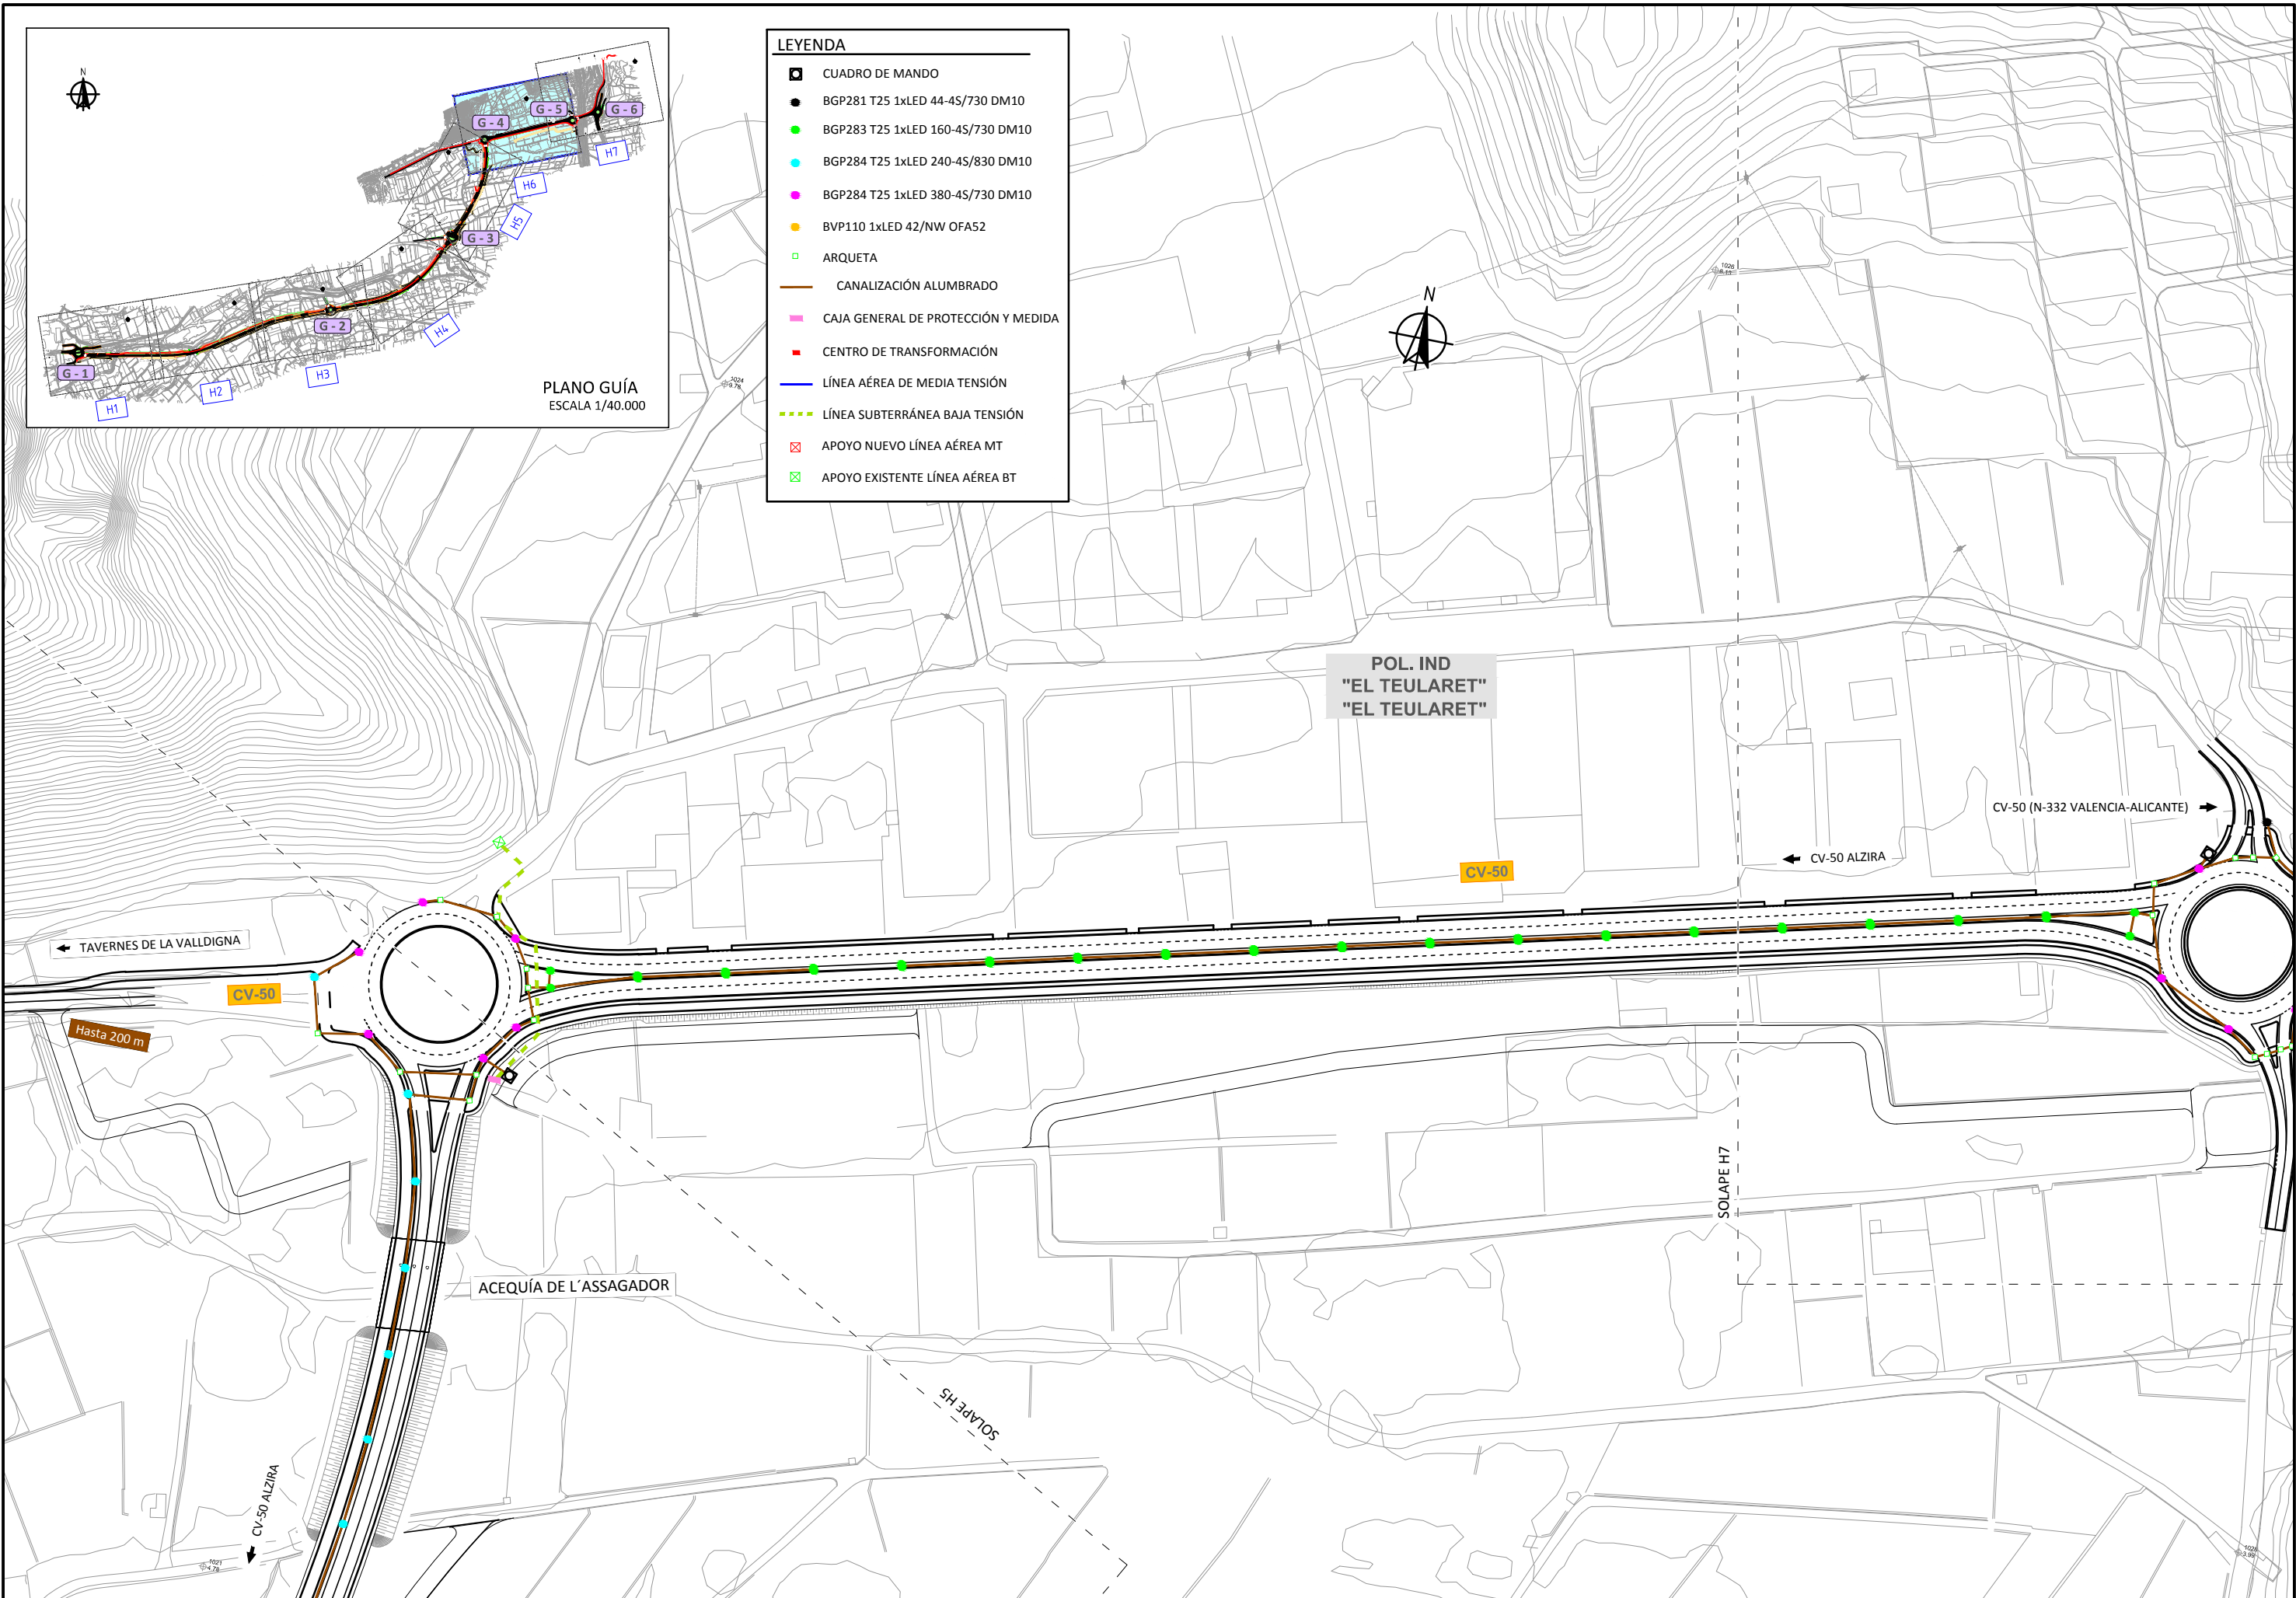 N
G - 1
G - 2
G - 3
G - 4
G - 5
G - 6
H1
H2
H3
H4
H5
H6
H7
PLANO GUÍA
ESCALA 1/40.000
LEYENDA
CUADRO DE MANDO
BGP281 T25 1xLED 44-4S/730 DM10
BGP283 T25 1xLED 160-4S/730 DM10
BGP284 T25 1xLED 240-4S/830 DM10
BGP284 T25 1xLED 380-4S/730 DM10
BVP110 1xLED 42/NW OFA52
ARQUETA
CANALIZACIÓN ALUMBRADO
CAJA GENERAL DE PROTECCIÓN Y MEDIDA
CENTRO DE TRANSFORMACIÓN
LÍNEA AÉREA DE MEDIA TENSIÓN
LÍNEA SUBTERRÁNEA BAJA TENSIÓN
APOYO NUEVO LÍNEA AÉREA MT
APOYO EXISTENTE LÍNEA AÉREA BT
N
1024
9.78
POL. IND
"EL TEULARET"
"EL TEULARET"
CV-50 (N-332 VALENCIA-ALICANTE)
CV-50 ALZIRA
CV-50
TAVERNES DE LA VALLDIGNA
CV-50
Hasta 200 m
SOLAPE H7
ACEQUÍA DE L´ASSAGADOR
SOLAPE H5
CV-50 ALZIRA